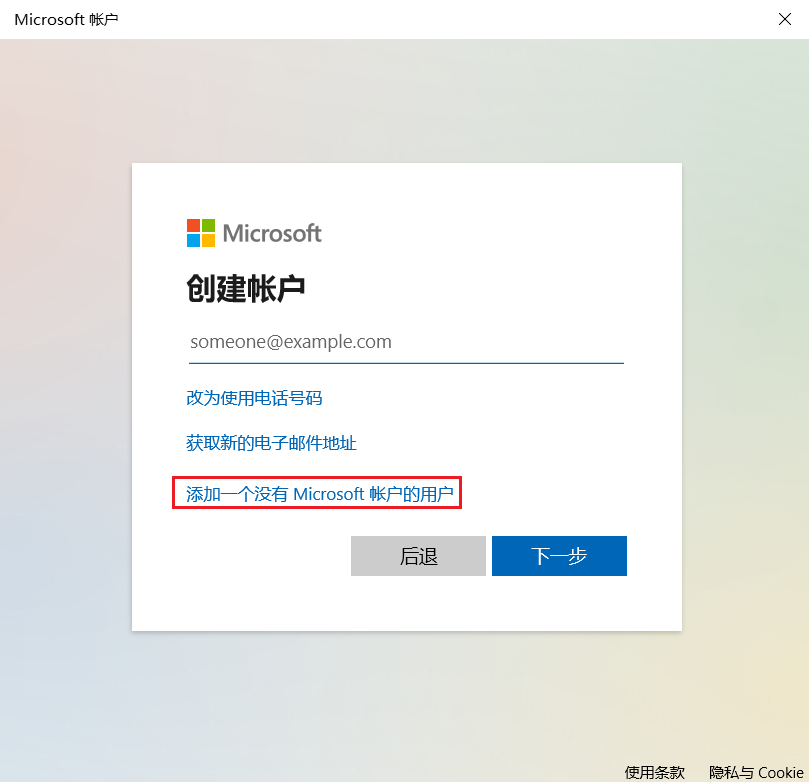 Microsoft 帐户
Microsoft
创建帐户
someone@example.com
改为使用电话号码
获取新的电子邮件地址
添加一个没有 Microsoft 帐户的用户
后退 下一步
使用条款 隐私与 Cookie